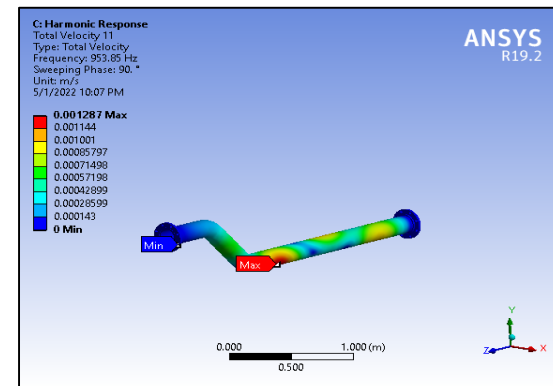 C: Harmonic Response
Total Velocity 11
Type: Total Velocity
Frequency: 953.85 Hz
Sweeping Phase: 90. °
Unit: m/s
5/1/2022 10:07 PM
ANSYS
R19.2
0.001287 Max
0.001144
0.001001
0.00085797
0.00071498
0.00057198
0.00042899
0.00028599
0.000143
0 Min
Min
Max
0.000
1.000 (m)
0.500
Y
Z
X